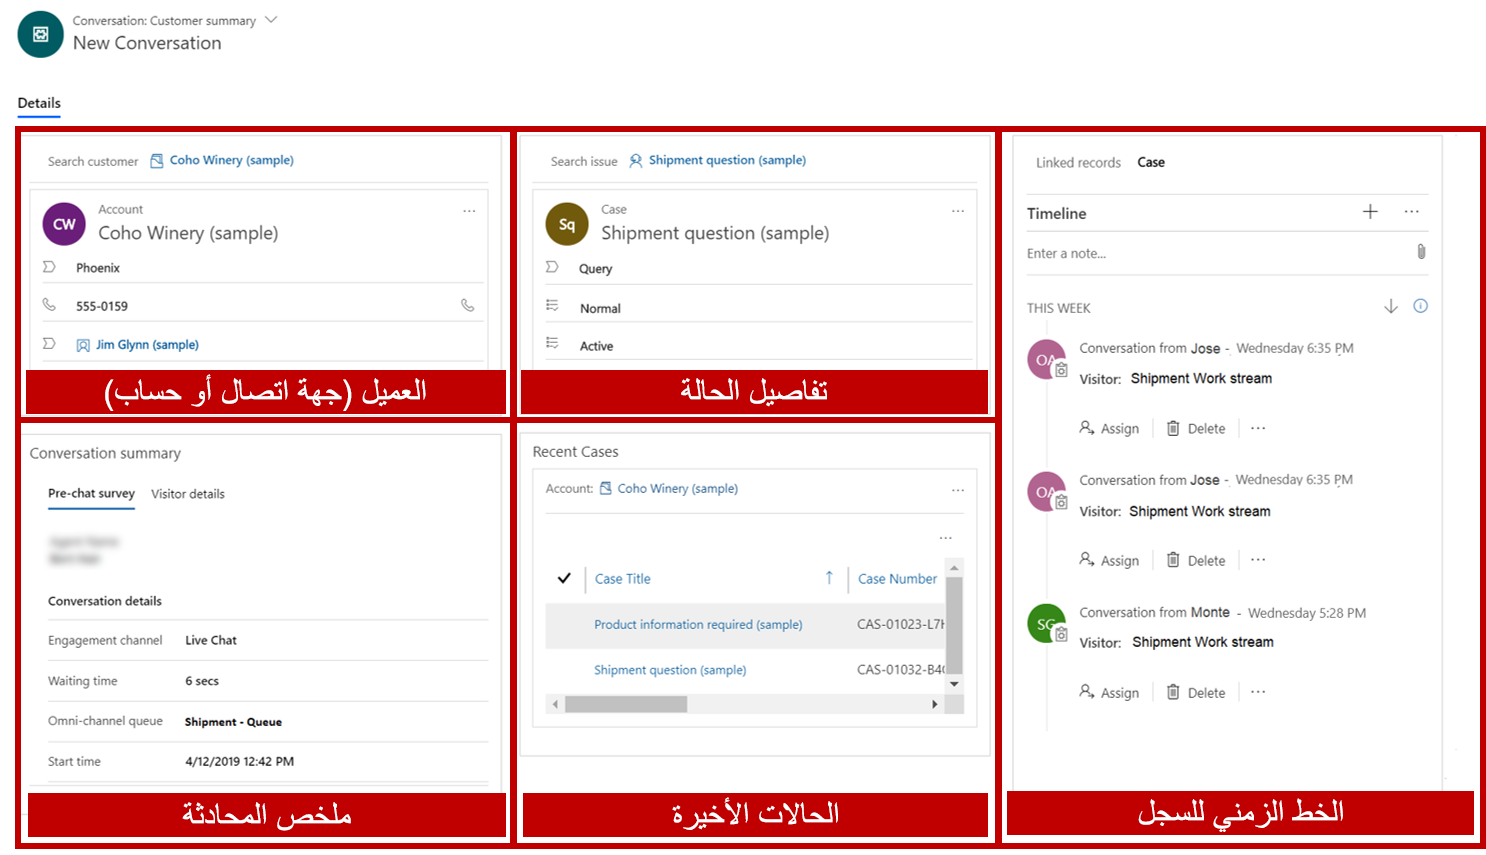 Conversation: Customer summary
New Conversation
Details
Search customer Coho Winery (sample)
CW
Account
Coho Winery (sample)
Phoenix
555-0159
Jim Glynn (sample)
العميل (جهة اتصال أو حساب)
Search issue Shipment question (sample)
Sq
Case
Shipment question (sample)
Query
Normal
Active
تفاصيل الحالة
Linked records Case
Timeline
Enter a note...
THIS WEEK
OA
Conversation from Jose - Wednesday 6:35 PM
Visitor: Shipment Work stream
Assign Delete
OA
Conversation from Jose - Wednesday 6:35 PM
Visitor: Shipment Work stream
Assign Delete
SG
Conversation from Monte - Wednesday 5:28 PM
Visitor: Shipment Work stream
Assign Delete
الخط الزمني للسجل
Conversation summary
Pre-chat survey Visitor details
Conversation details
Engagement channel Live Chat
Waiting time 6 secs
Omni-channel queue Shipment - Queue
Start time 4/12/2019 12:42 PM
ملخص المحادثة
Recent Cases
Account: Coho Winery (sample)
Case Title Case Number
Product information required (sample) CAS-01023-L7
Shipment question (sample) CAS-01032-B4
الحالات الأخيرة